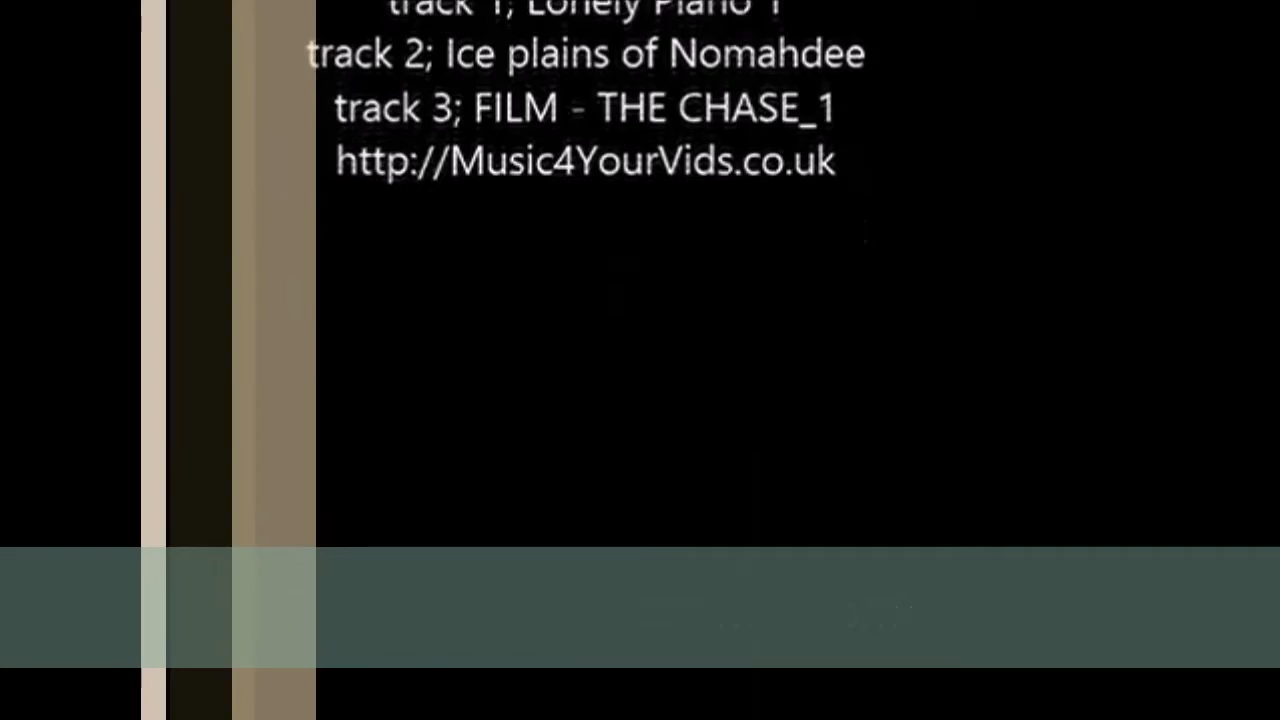 track 1; Lonely Piano 1
track 2; Ice plains of Nomahdee
track 3; FILM - THE CHASE_1
http://Music4YourVids.co.uk